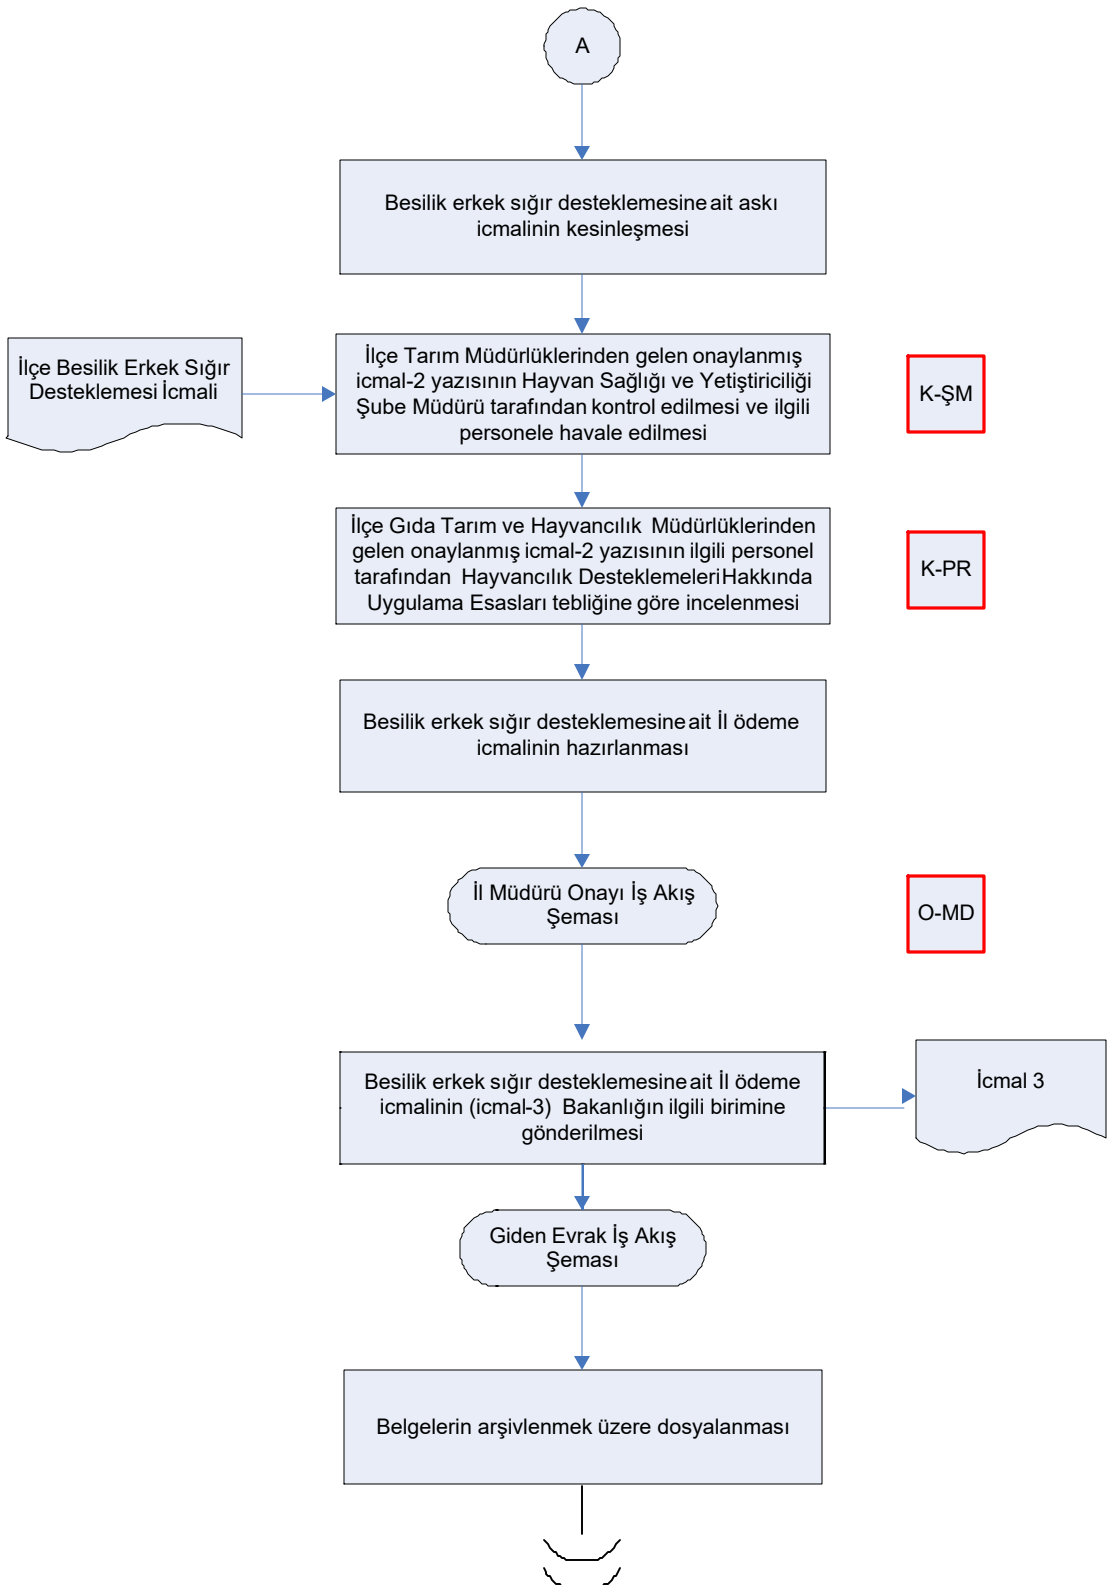 A
Besilik erkek sığır desteklemesine ait askı
icmalinin kesinleşmesi
İlçe Besilik Erkek Sığır
Desteklemesi İcmali
İlçe Tarım Müdürlüklerinden gelen onaylanmış
icmal-2 yazısının Hayvan Sağlığı ve Yetiştiriciliği
Şube Müdürü tarafından kontrol edilmesi ve ilgili
personele havale edilmesi
K-ŞM
İlçe Gıda Tarım ve Hayvancılık Müdürlüklerinden
gelen onaylanmış icmal-2 yazısının ilgili personel
tarafından Hayvancılık Desteklemeleri Hakkında
Uygulama Esasları tebliğine göre incelenmesi
K-PR
Besilik erkek sığır desteklemesine ait İl ödeme
icmalinin hazırlanması
İl Müdürü Onayı İş Akış
Şeması
O-MD
Besilik erkek sığır desteklemesine ait İl ödeme
icmalinin (icmal-3) Bakanlığın ilgili birimine
gönderilmesi
İcmal 3
Giden Evrak İş Akış
Şeması
Belgelerin arşivlenmek üzere dosyalanması